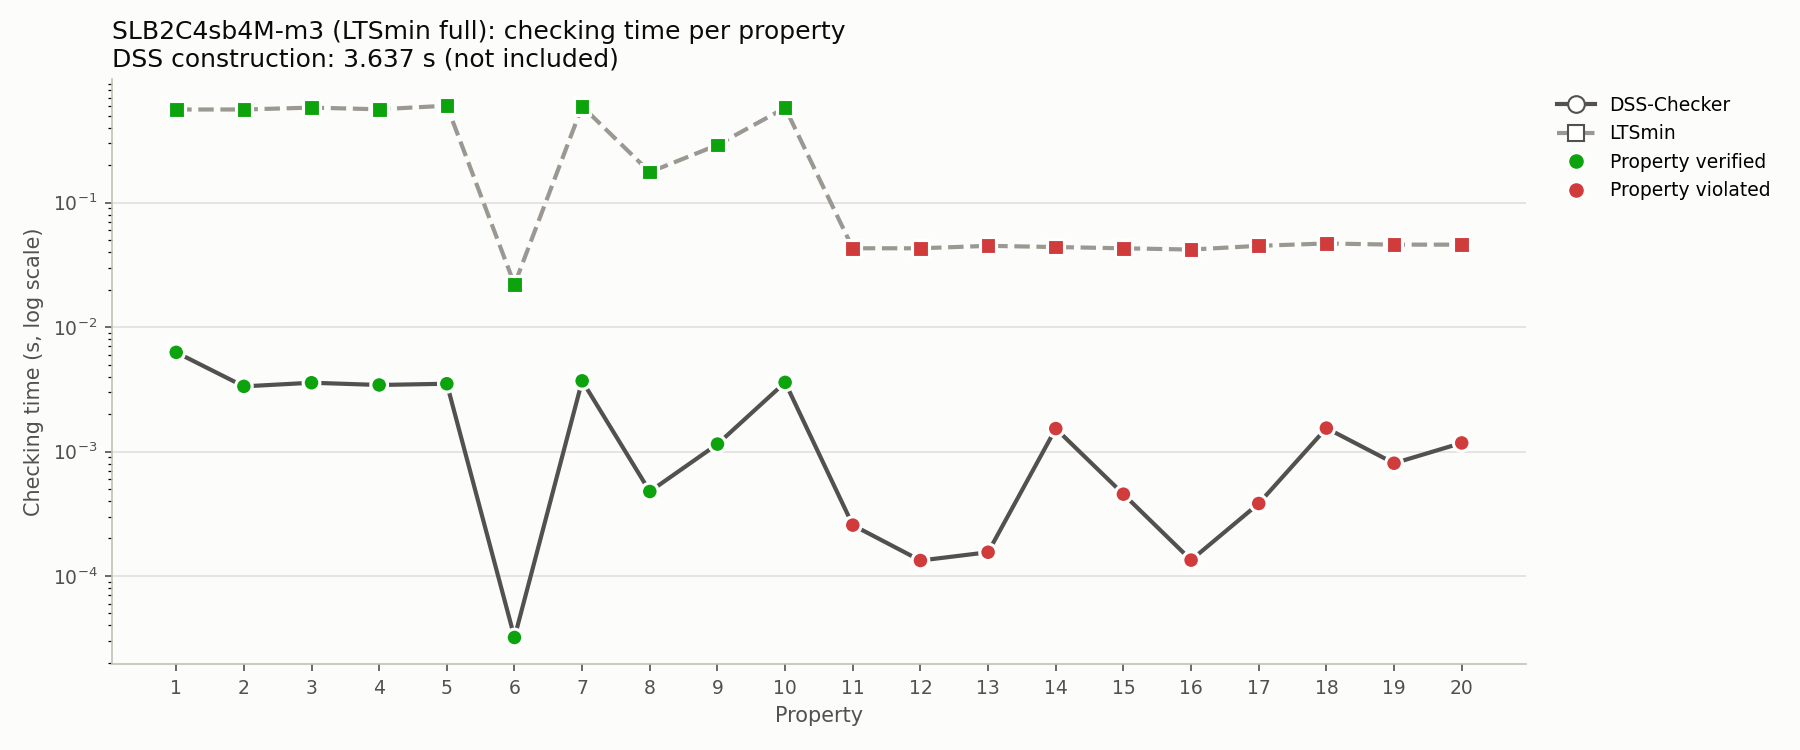 SLB2C4sb4M-m3 (LTSmin full): checking time per property
DSS construction: 3.637 s (not included)
DSS-Checker
LTSmin
Property verified
Property violated
Checking time (s, log scale)
10⁻¹
10⁻²
10⁻³
10⁻⁴
1 2 3 4 5 6 7 8 9 10 11 12 13 14 15 16 17 18 19 20
Property